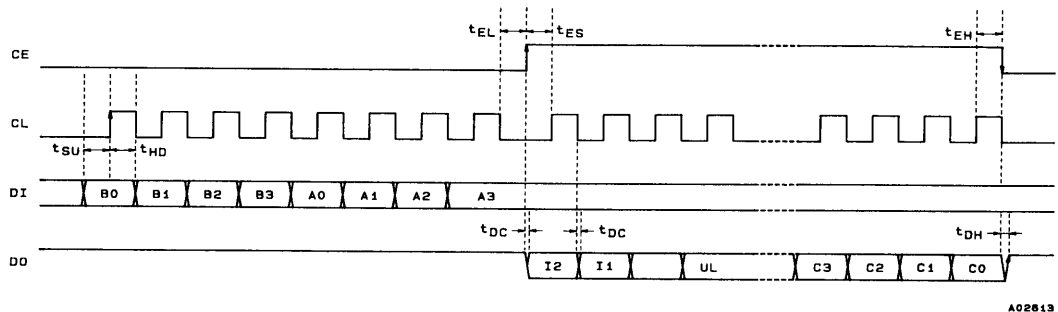 tEL tES tEH
CE
CL
tSU tHD
DI B0 B1 B2 B3 A0 A1 A2 A3
tDC tDC tDH
DO I2 I1 UL C3 C2 C1 C0
A02613